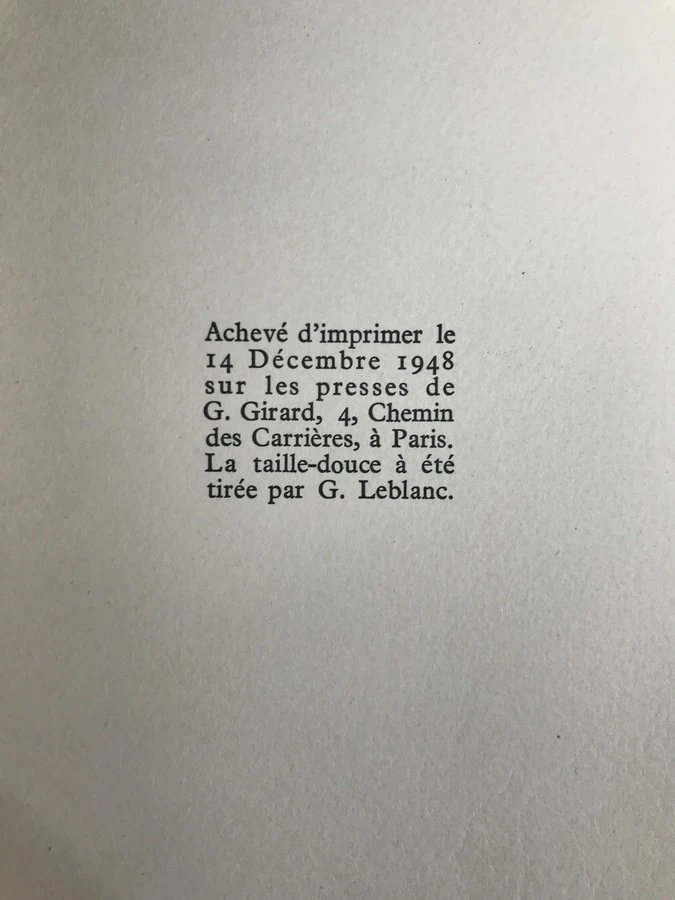 Achevé d'imprimer le
14 Décembre 1948
sur les presses de
G. Girard, 4, Chemin
des Carrières, à Paris.
La taille-douce à été
tirée par G. Leblanc.